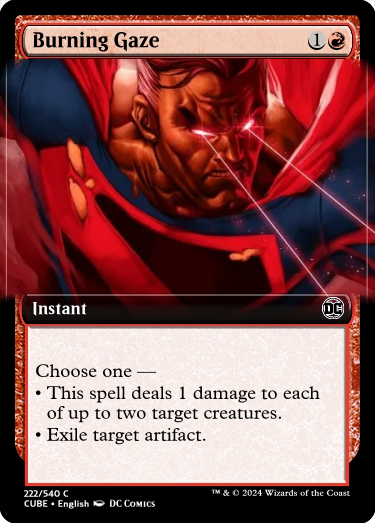 Burning Gaze 1
Instant DC
Choose one —
• This spell deals 1 damage to each
of up to two target creatures.
• Exile target artifact.
222/540 C
™ & © 2024 Wizards of the Coast
CUBE • English DC COMICS